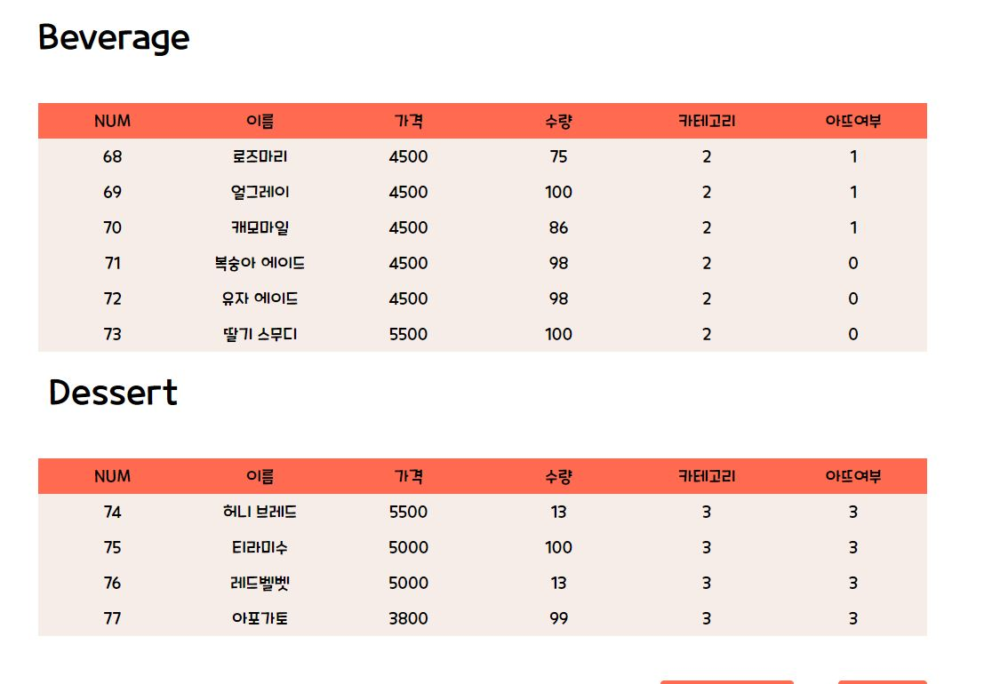 Beverage
NUM 이름 가격 수량 카테고리 아뜨여부
68 로즈마리 4500 75 2 1
69 얼그레이 4500 100 2 1
70 캐모마일 4500 86 2 1
71 복숭아 에이드 4500 98 2 0
72 유자 에이드 4500 98 2 0
73 딸기 스무디 5500 100 2 0
Dessert
NUM 이름 가격 수량 카테고리 아뜨여부
74 허니 브레드 5500 13 3 3
75 티라미수 5000 100 3 3
76 레드벨벳 5000 13 3 3
77 아포가토 3800 99 3 3